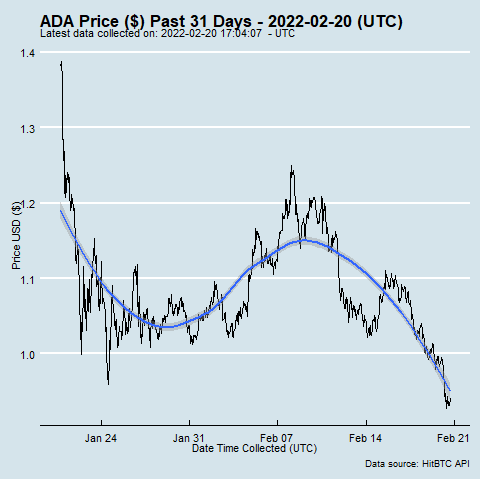 ADA Price ($) Past 31 Days - 2022-02-20 (UTC)
Latest data collected on: 2022-02-20 17:04:07 - UTC
1.4
1.3
1.2
1.1
1.0
Price USD ($)
Jan 24 Jan 31 Feb 07 Feb 14 Feb 21
Date Time Collected (UTC)
Data source: HitBTC API